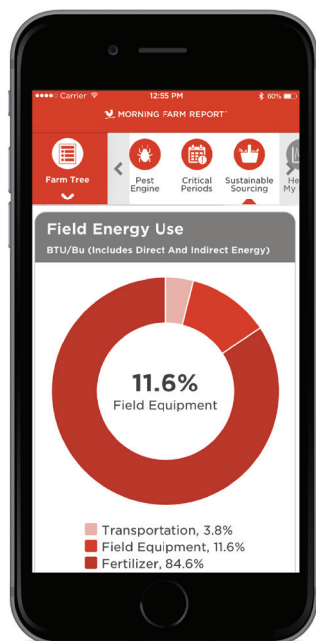 Carrier 12:55 PM 60%
MORNING FARM REPORT
Farm Tree
Pest
Engine
Critical
Periods
Sustainable
Sourcing
He
My
Field Energy Use
BTU/Bu (Includes Direct And Indirect Energy)
11.6%
Field Equipment
Transportation, 3.8%
Field Equipment, 11.6%
Fertilizer, 84.6%